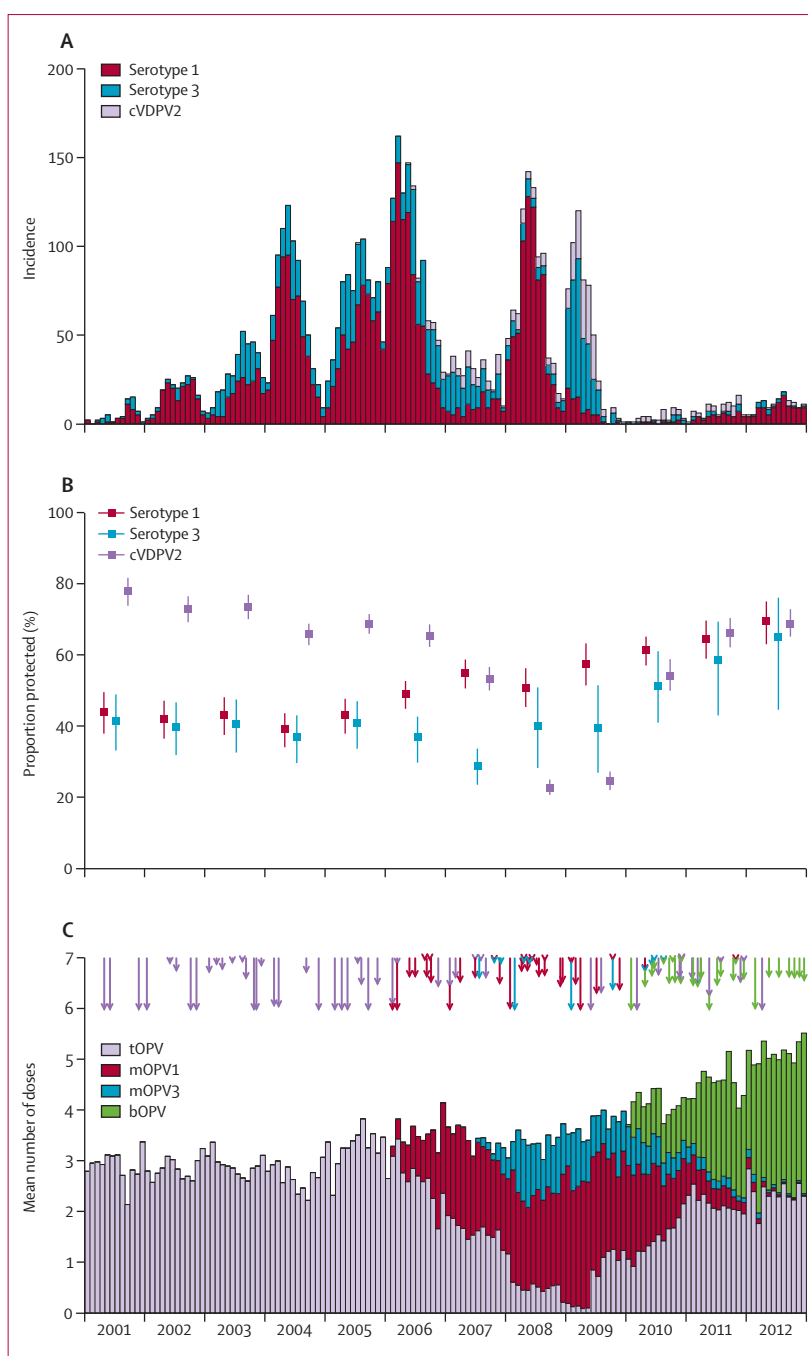 A
200
150
100
50
0
Incidence
Serotype 1
Serotype 3
cVDPV2
B
100
80
60
40
20
0
Proportion protected (%)
Serotype 1
Serotype 3
cVDPV2
C
7
6
5
4
3
2
1
0
Mean number of doses
tOPV
mOPV1
mOPV3
bOPV
2001 2002 2003 2004 2005 2006 2007 2008 2009 2010 2011 2012